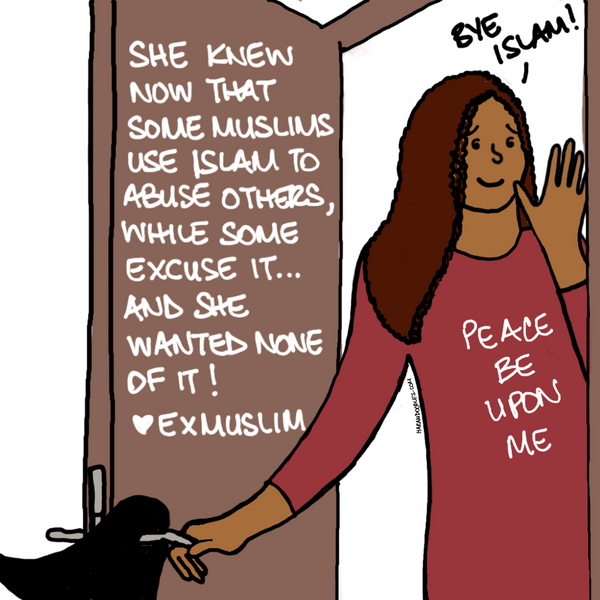 BYE
ISLAM!
SHE KNEW
NOW THAT
SOME MUSLIMS
USE ISLAM TO
ABUSE OTHERS,
WHILE SOME
EXCUSE IT...
AND SHE
WANTED NONE
OF IT!
♥EXMUSLIM
PEACE
BE
UPON
ME